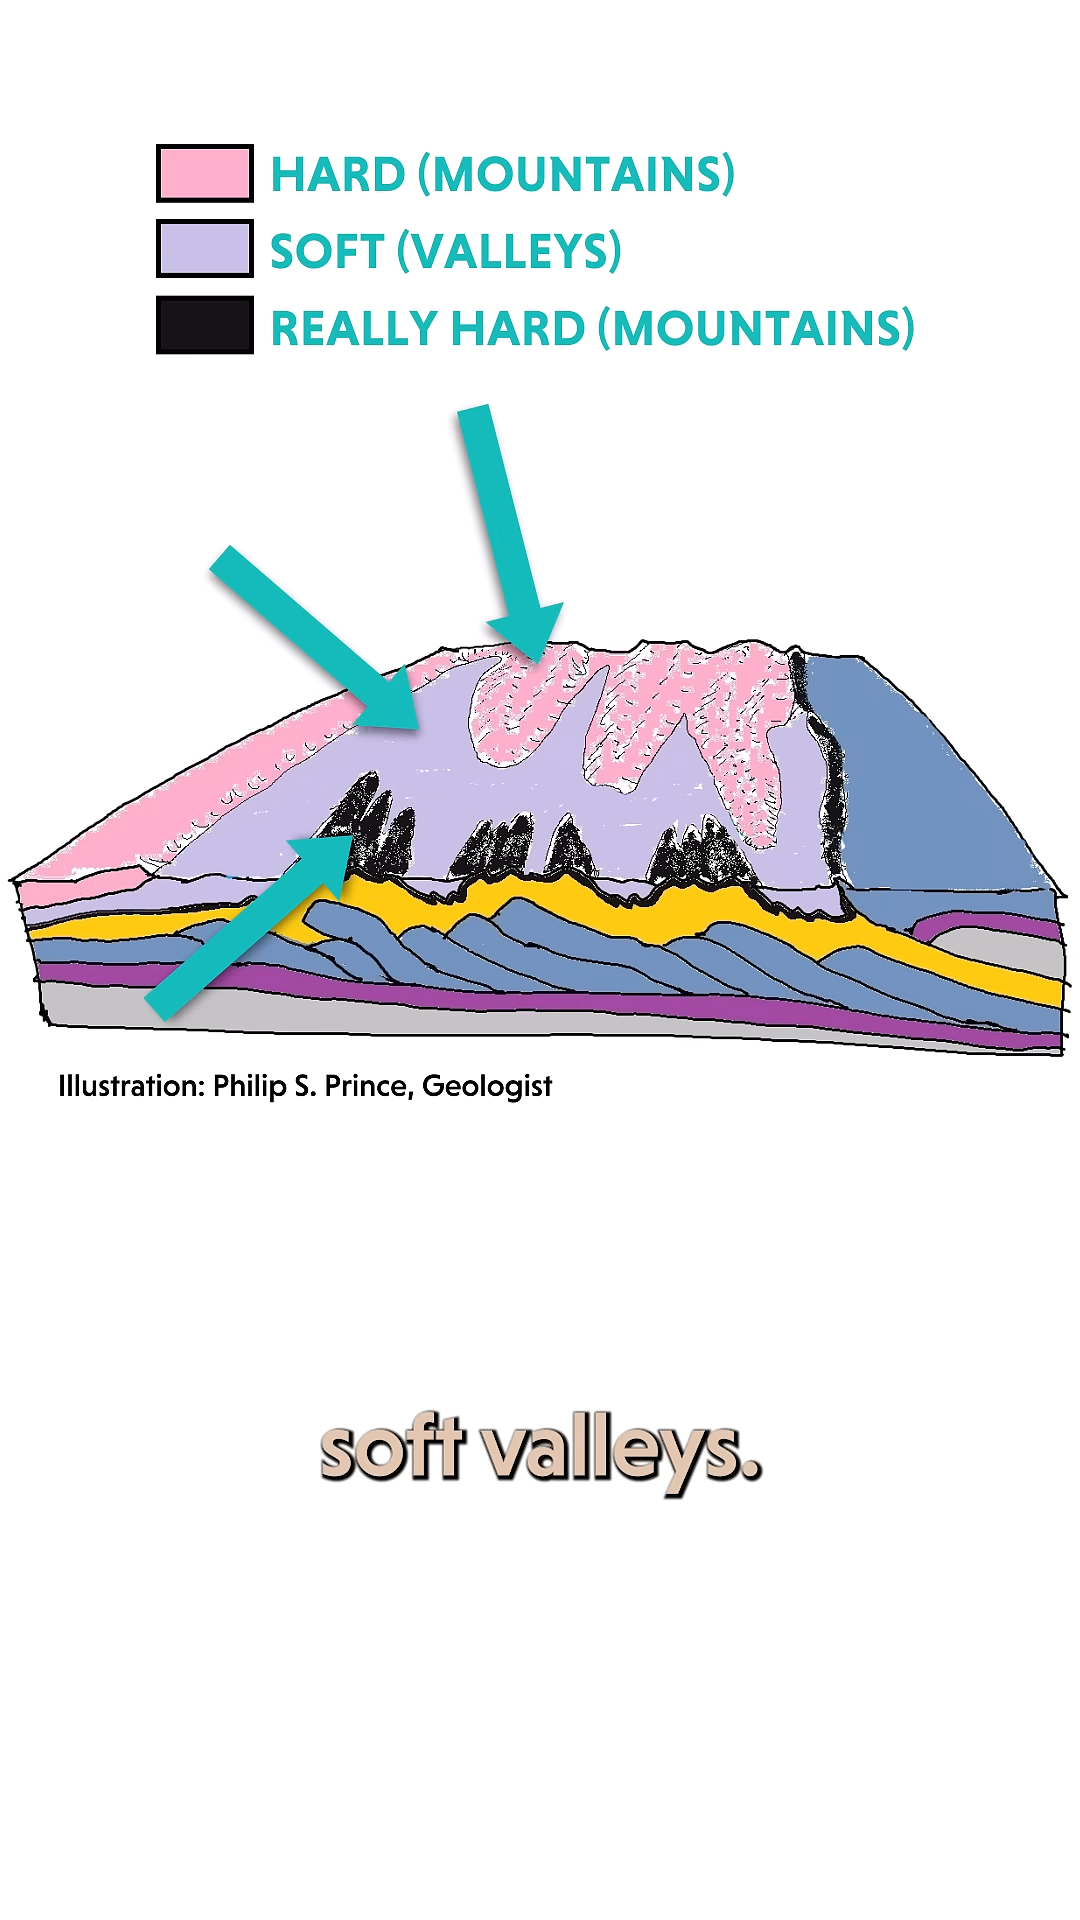 HARD (MOUNTAINS)
SOFT (VALLEYS)
REALLY HARD (MOUNTAINS)
Illustration: Philip S. Prince, Geologist
soft valleys.